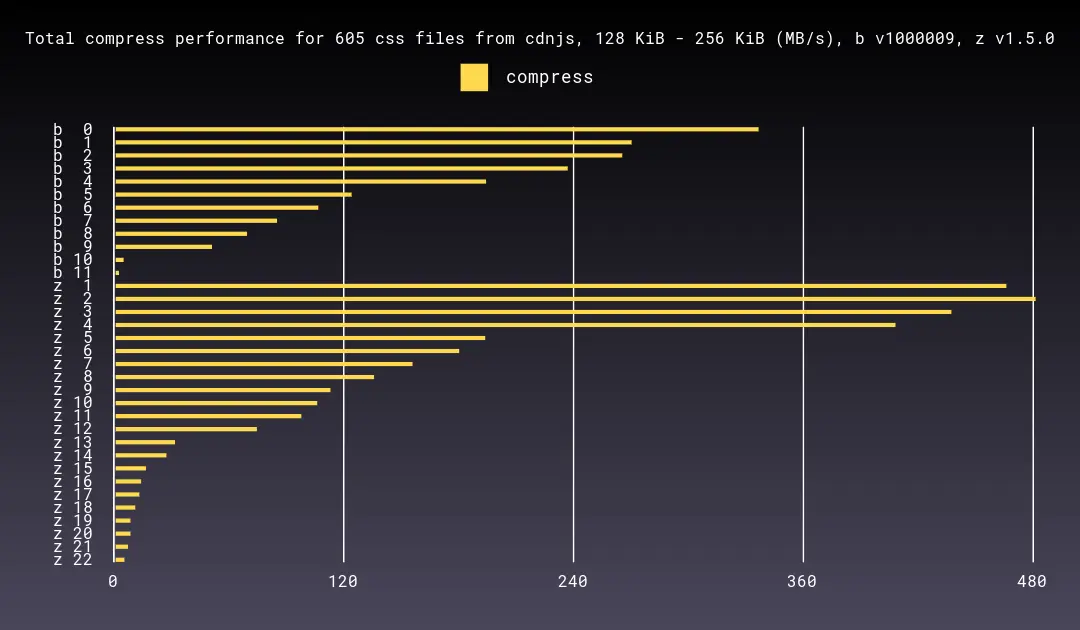 Total compress performance for 605 css files from cdnjs, 128 KiB - 256 KiB (MB/s), b v1000009, z v1.5.0
compress
b 0
b 1
b 2
b 3
b 4
b 5
b 6
b 7
b 8
b 9
b 10
b 11
z 1
z 2
z 3
z 4
z 5
z 6
z 7
z 8
z 9
z 10
z 11
z 12
z 13
z 14
z 15
z 16
z 17
z 18
z 19
z 20
z 21
z 22
0 120 240 360 480